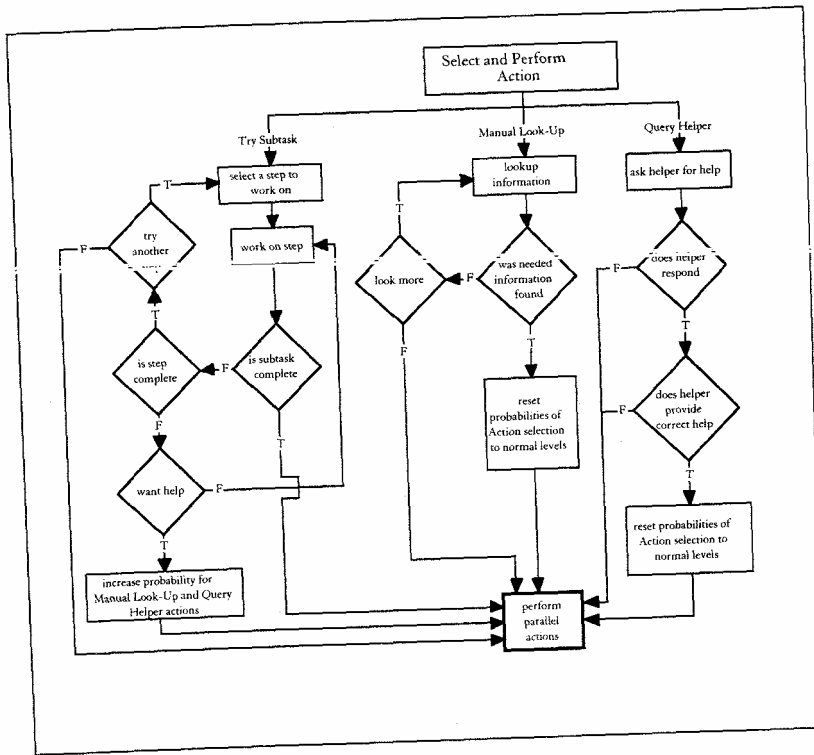 Select and Perform
Action
Try Subtask
Manual Look-Up
Query Helper
select a step to
work on
lookup
information
ask helper for help
T
try
another
F
work on step
T
look more
F
was needed
information
found
F
does helper
respond
T
F
T
T
is step
complete
F
is subtask
complete
reset
probabilities of
Action selection
to normal levels
F
does helper
provide
correct help
F
T
T
want help
F
reset probabilities of
Action selection to
normal levels
T
increase probability for
Manual Look-Up and Query
Helper actions
perform
parallel
actions